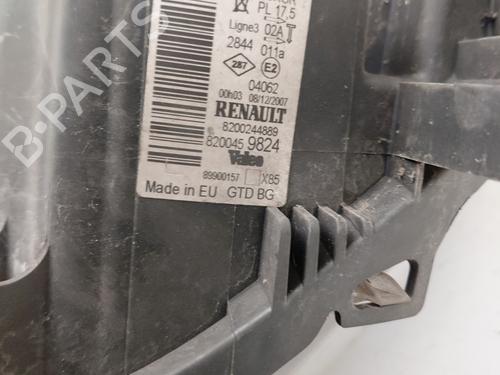 PL 17.5
Ligne3 02A
2844 011a
287 E2
04062
00h03 08/12/2007
RENAULT
8200244889
8200459824
Valeo
89900157 X85
Made in EU GTD BG
B-PARTS